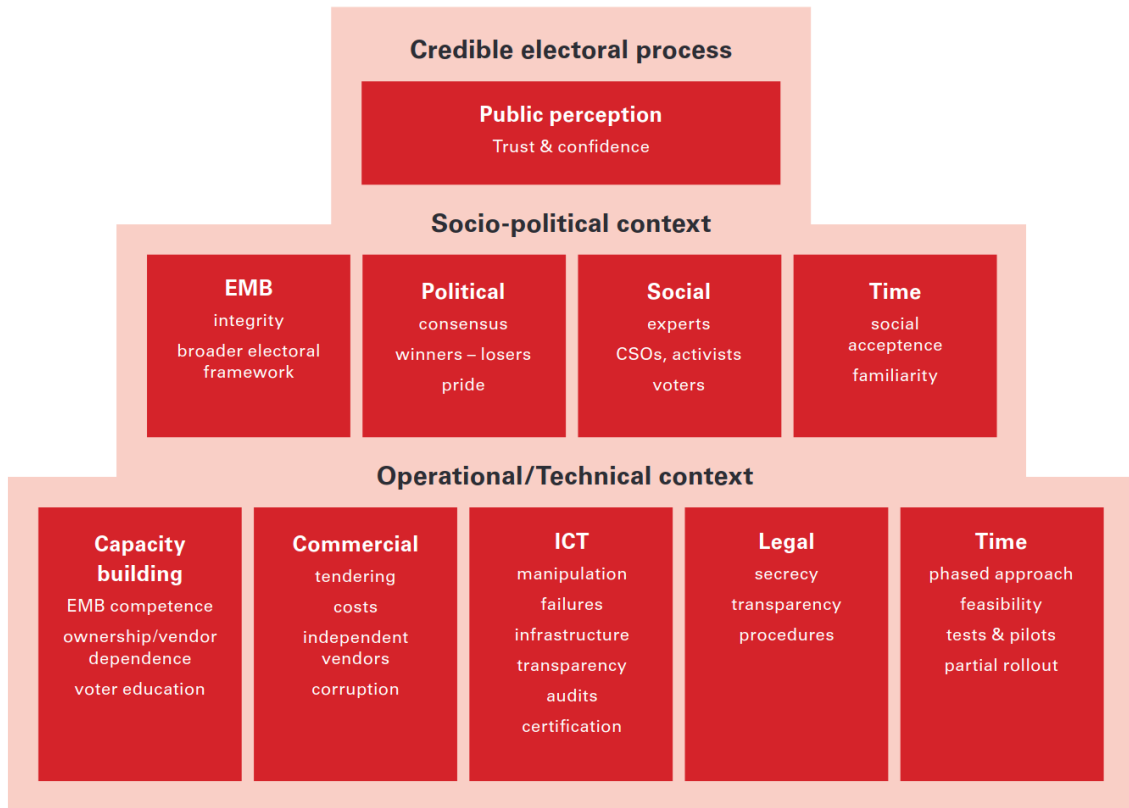 Credible electoral process
Public perception
Trust & confidence
Socio-political context
EMB
integrity
broader electoral
framework
Political
consensus
winners – losers
pride
Social
experts
CSOs, activists
voters
Time
social
acceptence
familiarity
Operational/Technical context
Capacity
building
EMB competence
ownership/vendor
dependence
voter education
Commercial
tendering
costs
independent
vendors
corruption
ICT
manipulation
failures
infrastructure
transparency
audits
certification
Legal
secrecy
transparency
procedures
Time
phased approach
feasibility
tests & pilots
partial rollout